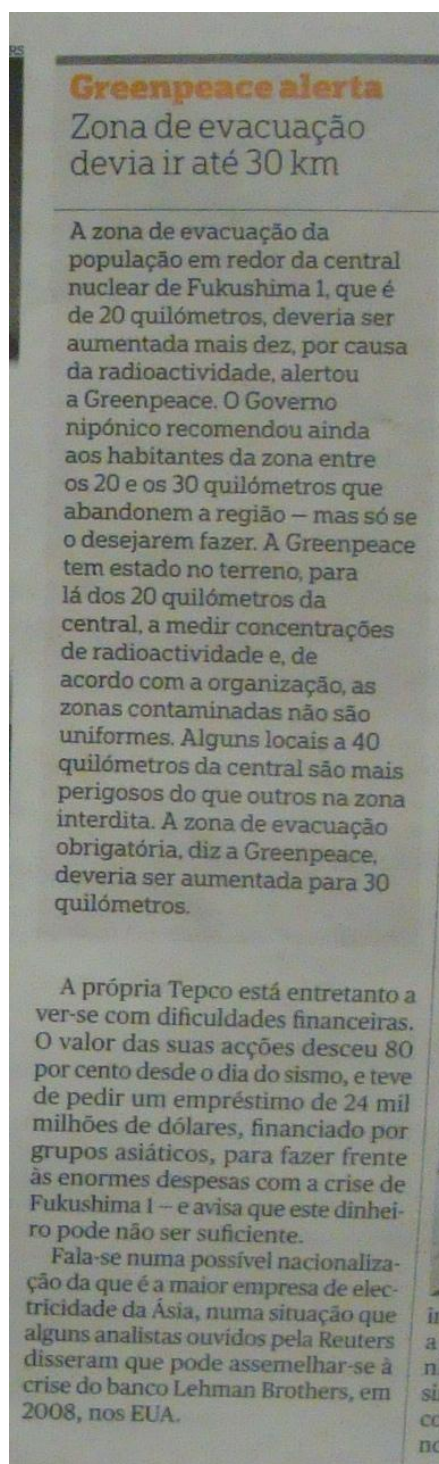 RS
Greenpeace alerta
Zona de evacuação
devia ir até 30 km
A zona de evacuação da
população em redor da central
nuclear de Fukushima 1, que é
de 20 quilómetros, deveria ser
aumentada mais dez, por causa
da radioactividade, alertou
a Greenpeace. O Governo
nipónico recomendou ainda
aos habitantes da zona entre
os 20 e os 30 quilómetros que
abandonem a região — mas só se
o desejarem fazer. A Greenpeace
tem estado no terreno, para
lá dos 20 quilómetros da
central, a medir concentrações
de radioactividade e, de
acordo com a organização, as
zonas contaminadas não são
uniformes. Alguns locais a 40
quilómetros da central são mais
perigosos do que outros na zona
interdita. A zona de evacuação
obrigatória, diz a Greenpeace,
deveria ser aumentada para 30
quilómetros.
A própria Tepco está entretanto a
ver-se com dificuldades financeiras.
O valor das suas acções desceu 80
por cento desde o dia do sismo, e teve
de pedir um empréstimo de 24 mil
milhões de dólares, financiado por
grupos asiáticos, para fazer frente
às enormes despesas com a crise de
Fukushima 1 – e avisa que este dinhei-
ro pode não ser suficiente.
Fala-se numa possível nacionaliza-
ção da que é a maior empresa de elec-
tricidade da Ásia, numa situação que
alguns analistas ouvidos pela Reuters
disseram que pode assemelhar-se à
crise do banco Lehman Brothers, em
2008, nos EUA.